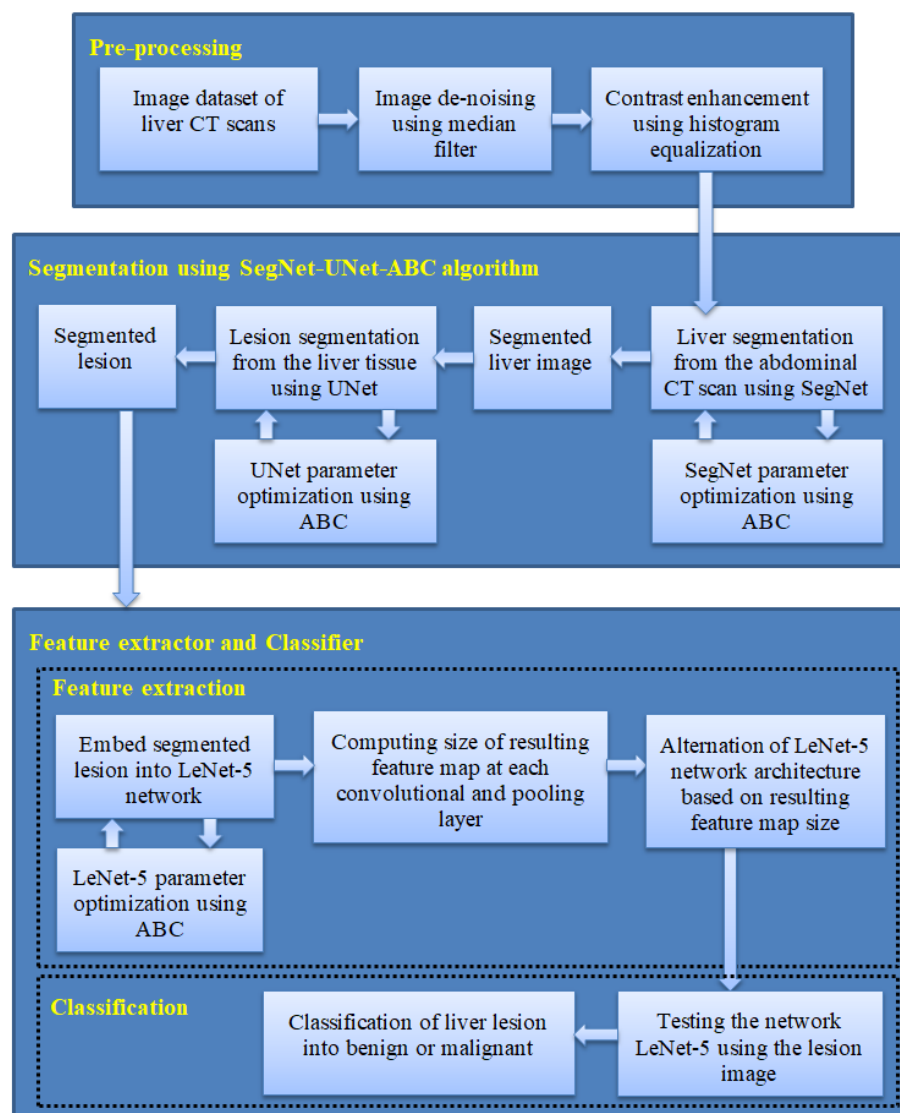 Pre-processing
Image dataset of
liver CT scans
Image de-noising
using median
filter
Contrast enhancement
using histogram
equalization
Segmentation using SegNet-UNet-ABC algorithm
Liver segmentation
from the abdominal
CT scan using SegNet
SegNet parameter
optimization using
ABC
Segmented
liver image
Lesion segmentation
from the liver tissue
using UNet
UNet parameter
optimization using
ABC
Segmented
lesion
Feature extractor and Classifier
Feature extraction
Embed segmented
lesion into LeNet-5
network
LeNet-5 parameter
optimization using
ABC
Computing size of resulting
feature map at each
convolutional and pooling
layer
Alternation of LeNet-5
network architecture
based on resulting
feature map size
Classification
Testing the network
LeNet-5 using the lesion
image
Classification of liver lesion
into benign or malignant